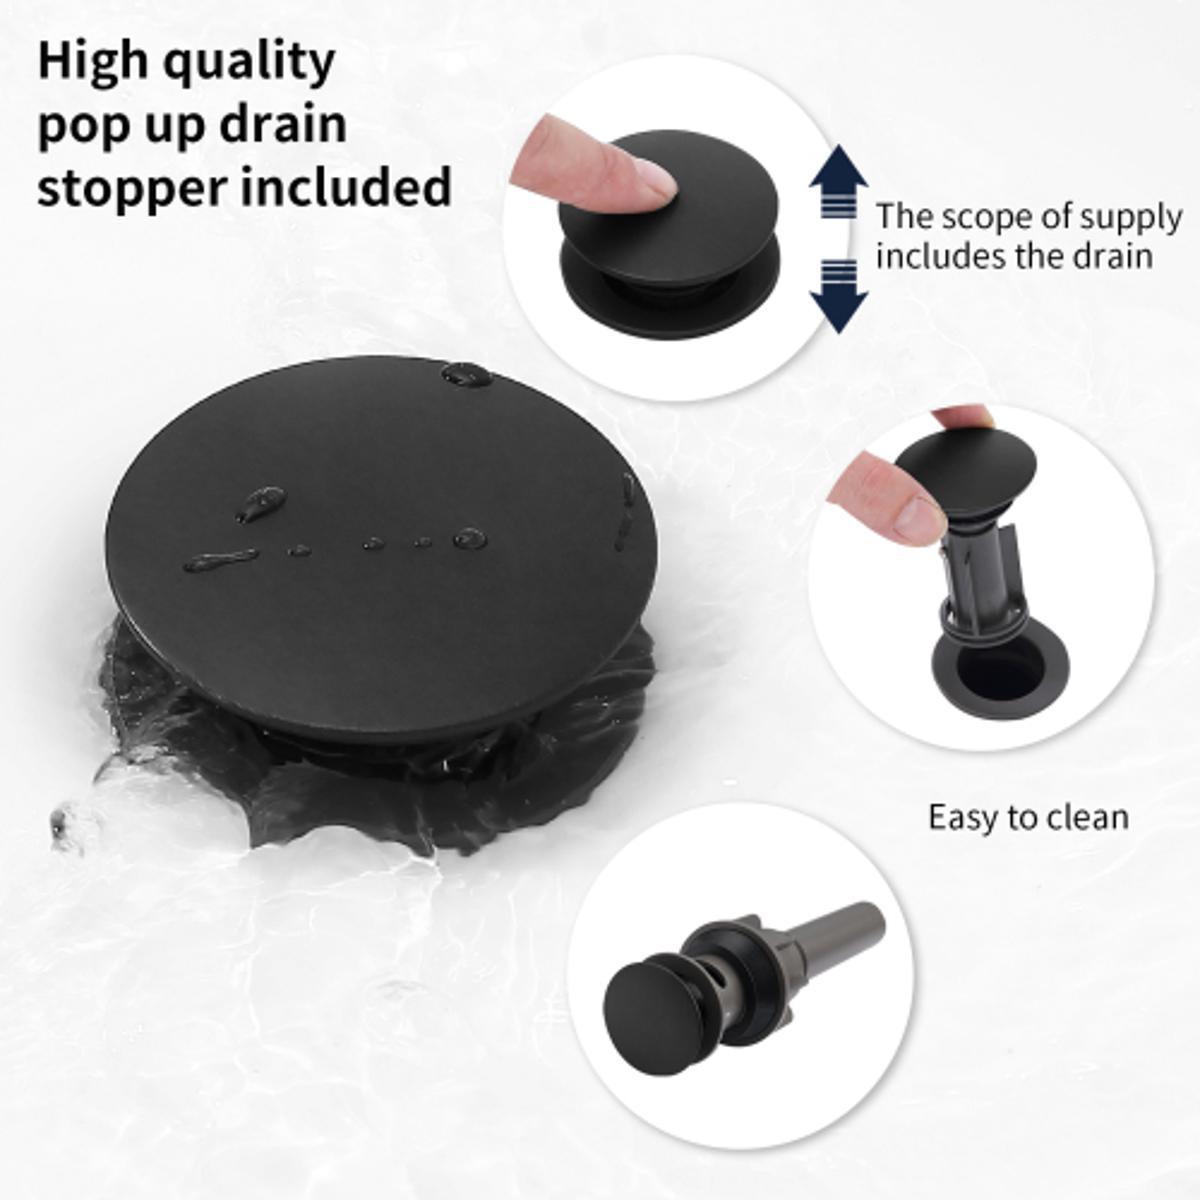 High quality
pop up drain
stopper included
The scope of supply
includes the drain
Easy to clean